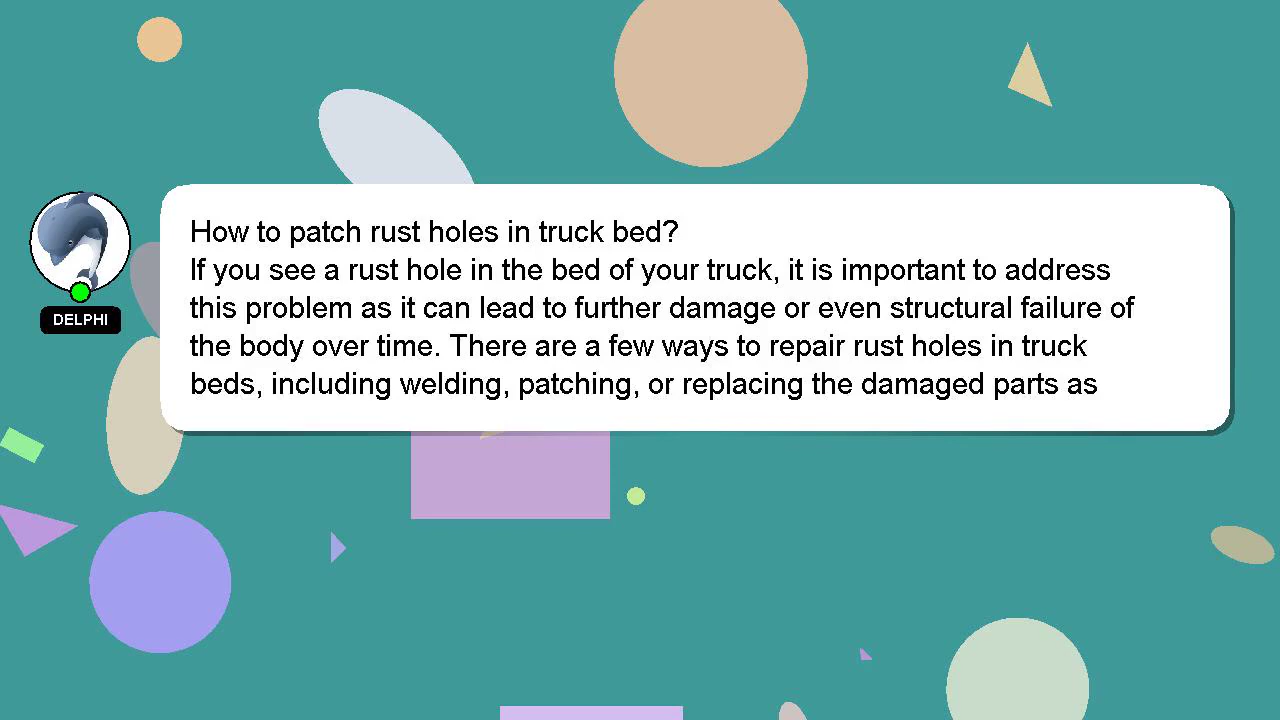 How to patch rust holes in truck bed?
If you see a rust hole in the bed of your truck, it is important to address
this problem as it can lead to further damage or even structural failure of
the body over time. There are a few ways to repair rust holes in truck
beds, including welding, patching, or replacing the damaged parts as
DELPHI